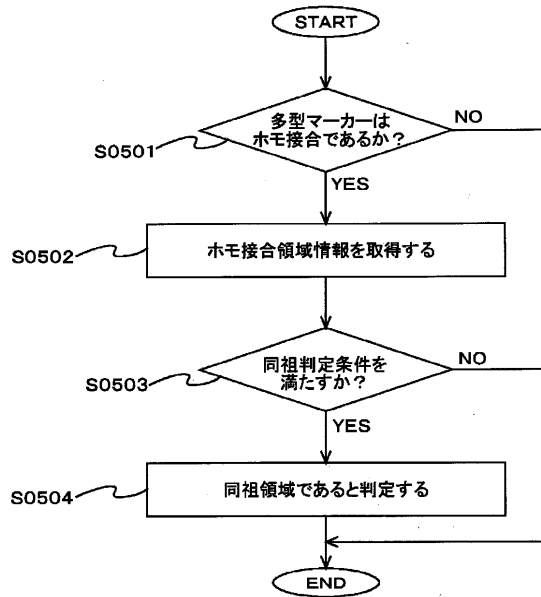 START
多型マーカーは
ホモ接合であるか？
NO
S0501
YES
ホモ接合領域情報を取得する
S0502
同祖判定条件を
満たすか？
NO
S0503
YES
同祖領域であると判定する
S0504
END